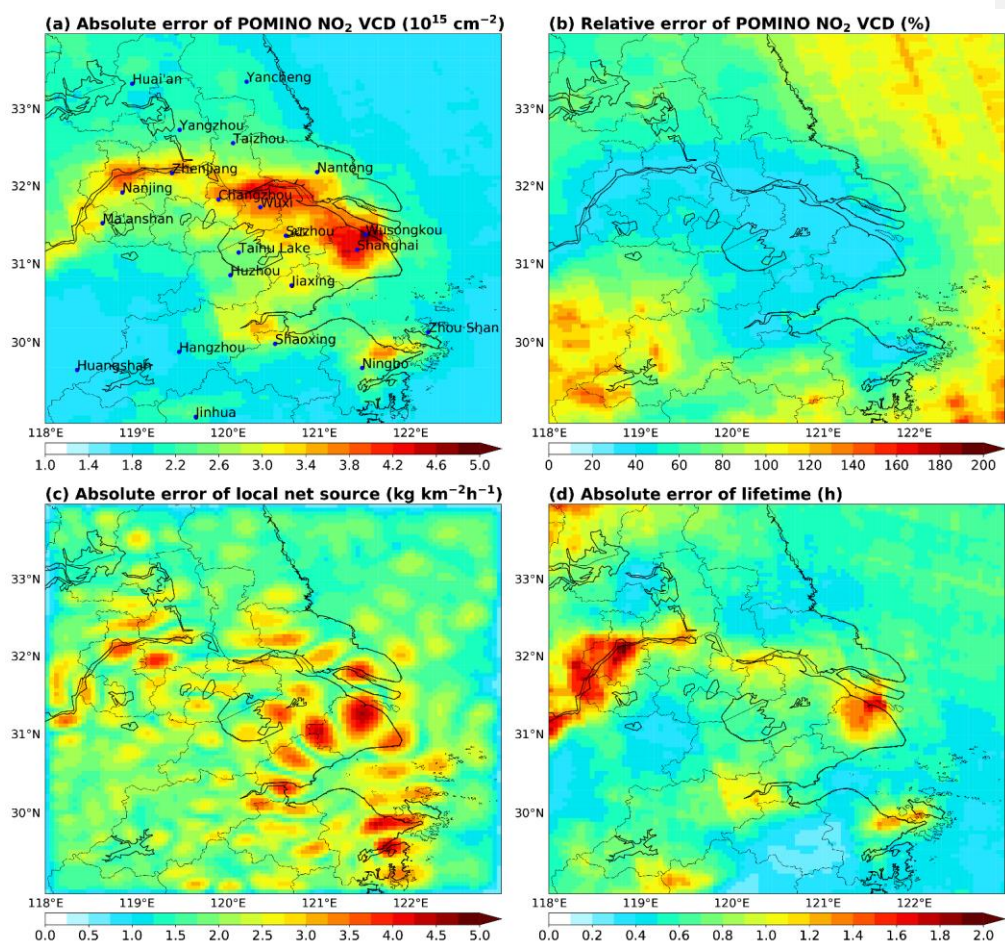 (a) Absolute error of POMINO NO₂ VCD (10¹⁵ cm⁻²)
Huai'an
Yancheng
33°N
Yangzhou
Taizhou
Zhenjiang
Nantong
32°N
Nanjing
Changzhou
Wuxi
Ma'anshan
Suzhou
Wusongkou
Taihu Lake
Shanghai
31°N
Huzhou
Jiaxing
Zhou Shan
30°N
Shaoxing
Hangzhou
Huangshan
Ningbo
Jinhua
118°E 119°E 120°E 121°E 122°E
1.0 1.4 1.8 2.2 2.6 3.0 3.4 3.8 4.2 4.6 5.0
(b) Relative error of POMINO NO₂ VCD (%)
33°N
32°N
31°N
30°N
118°E 119°E 120°E 121°E 122°E
0 20 40 60 80 100 120 140 160 180 200
(c) Absolute error of local net source (kg km⁻²h⁻¹)
33°N
32°N
31°N
30°N
118°E 119°E 120°E 121°E 122°E
0.0 0.5 1.0 1.5 2.0 2.5 3.0 3.5 4.0 4.5 5.0
(d) Absolute error of lifetime (h)
33°N
32°N
31°N
30°N
118°E 119°E 120°E 121°E 122°E
0.0 0.2 0.4 0.6 0.8 1.0 1.2 1.4 1.6 1.8 2.0